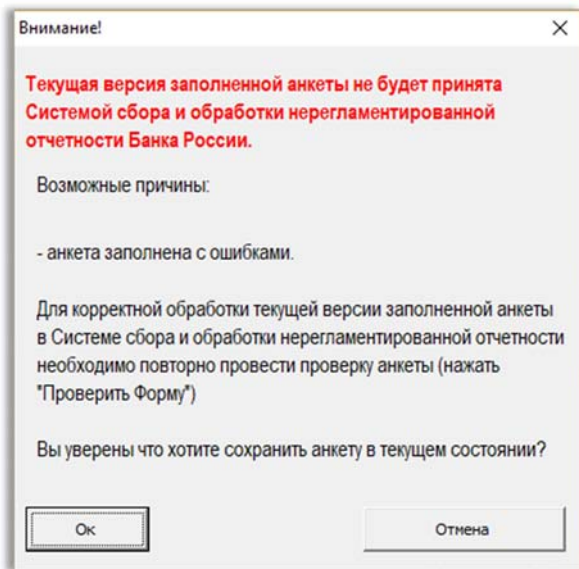 Внимание!
Текущая версия заполненной анкеты не будет принята
Системой сбора и обработки нерегламентированной
отчетности Банка России.
Возможные причины:
- анкета заполнена с ошибками.
Для корректной обработки текущей версии заполненной анкеты
в Системе сбора и обработки нерегламентированной отчетности
необходимо повторно провести проверку анкеты (нажать
"Проверить Форму")
Вы уверены что хотите сохранить анкету в текущем состоянии?
Ок
Отмена